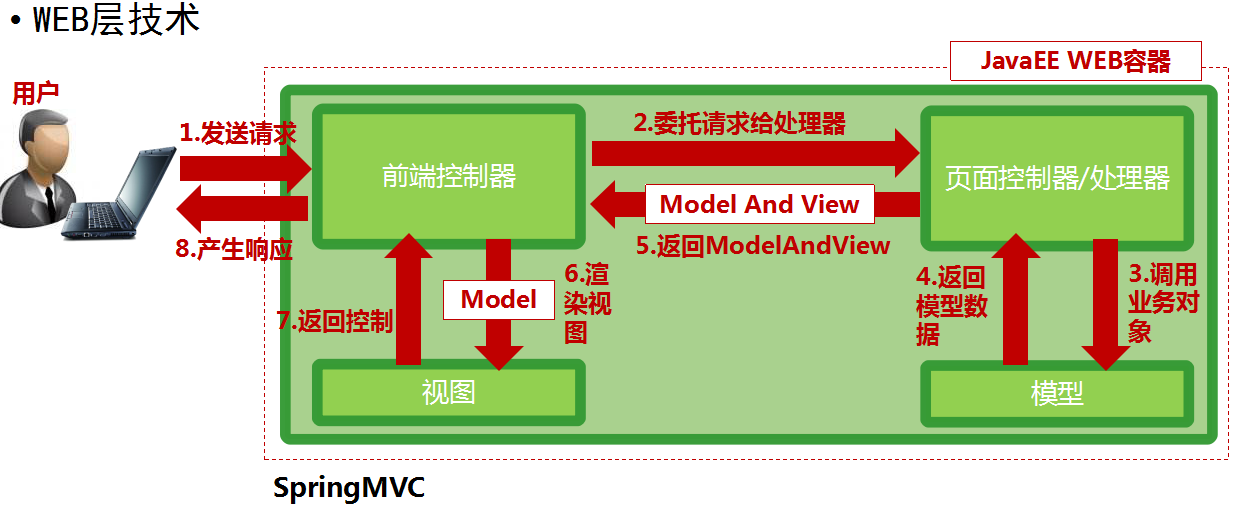 • WEB层技术
JavaEE WEB容器
用户
1.发送请求
2.委托请求给处理器
前端控制器
页面控制器/处理器
Model And View
8.产生响应
5.返回ModelAndView
6.渲
染视
图
Model
7.返回控制
4.返回
模型数
据
3.调用
业务对
象
视图
模型
SpringMVC